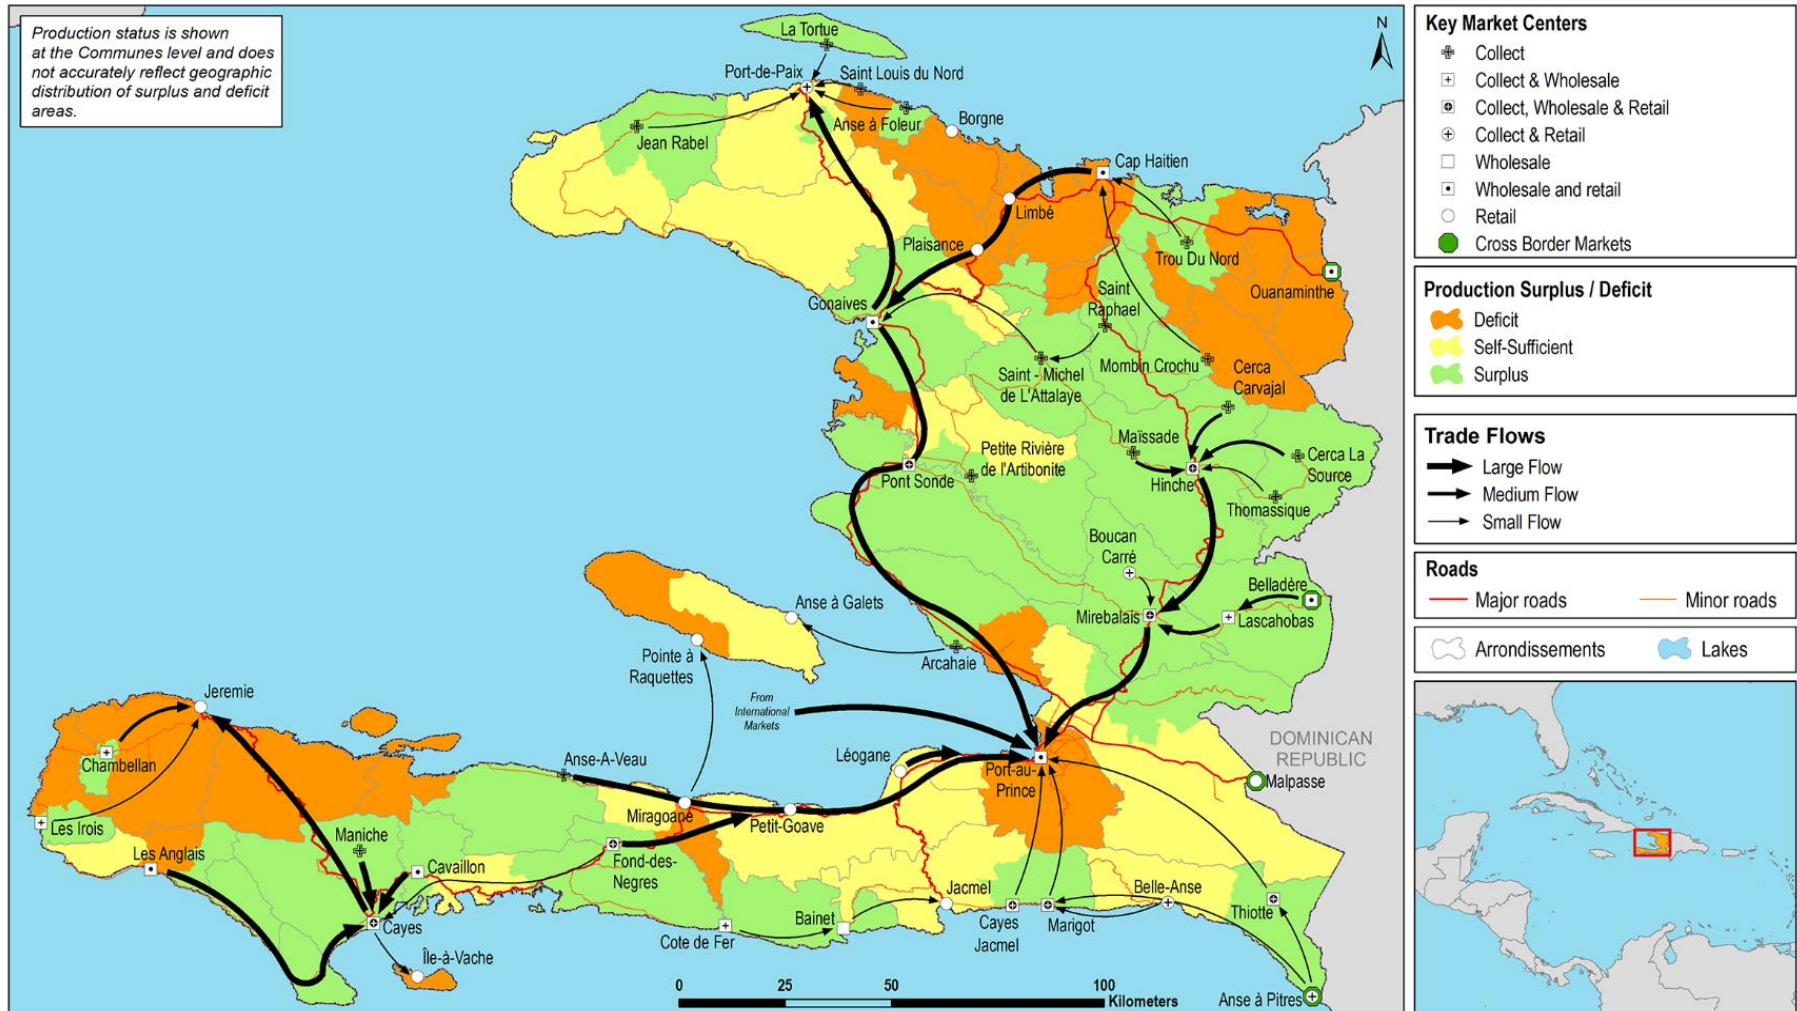 Production status is shown
at the Communes level and does
not accurately reflect geographic
distribution of surplus and deficit
areas.
N
La Tortue
Port-de-Paix
Saint Louis du Nord
Jean Rabel
Anse à Foleur
Borgne
Cap Haitien
Limbé
Plaisance
Trou Du Nord
Ouanaminthe
Gonaives
Saint
Raphael
Saint - Michel
de L'Attalaye
Mombin Crochu
Cerca
Carvajal
Maïssade
Petite Rivière
de l'Artibonite
Pont Sonde
Hinche
Cerca La
Source
Thomassique
Boucan
Carré
Belladère
Mirebalais
Lascahobas
Anse à Galets
Arcahaie
Pointe à
Raquettes
From
International
Markets
Jeremie
Chambellan
Les Irois
Anse-A-Veau
Léogane
Port-au-
Prince
DOMINICAN
REPUBLIC
Malpasse
Miragoane
Petit-Goave
Maniche
Les Anglais
Cavaillon
Fond-des-
Negres
Cayes
Île-à-Vache
Cote de Fer
Bainet
Jacmel
Cayes
Jacmel
Marigot
Belle-Anse
Thiotte
Anse à Pitres
0 25 50 100
Kilometers
Key Market Centers
Collect
Collect & Wholesale
Collect, Wholesale & Retail
Collect & Retail
Wholesale
Wholesale and retail
Retail
Cross Border Markets
Production Surplus / Deficit
Deficit
Self-Sufficient
Surplus
Trade Flows
Large Flow
Medium Flow
Small Flow
Roads
Major roads
Minor roads
Arrondissements
Lakes